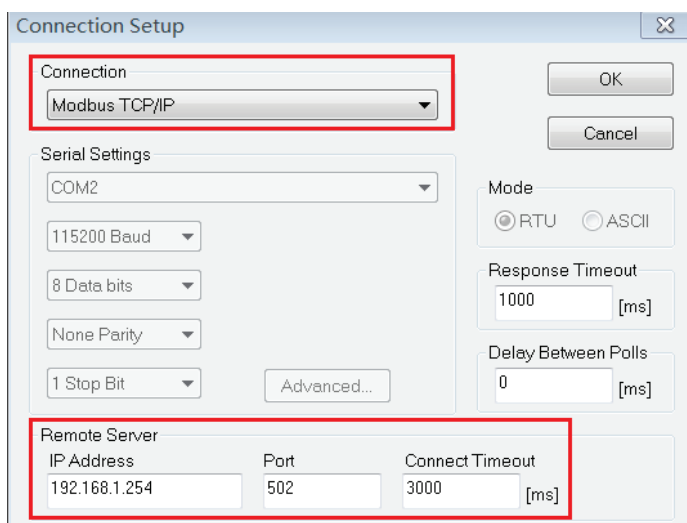 Connection Setup
Connection
Modbus TCP/IP
OK
Cancel
Serial Settings
COM2
115200 Baud
8 Data bits
None Parity
1 Stop Bit
Advanced...
Mode
RTU
ASCII
Response Timeout
1000
[ms]
Delay Between Polls
0
[ms]
Remote Server
IP Address
Port
Connect Timeout
192.168.1.254
502
3000
[ms]